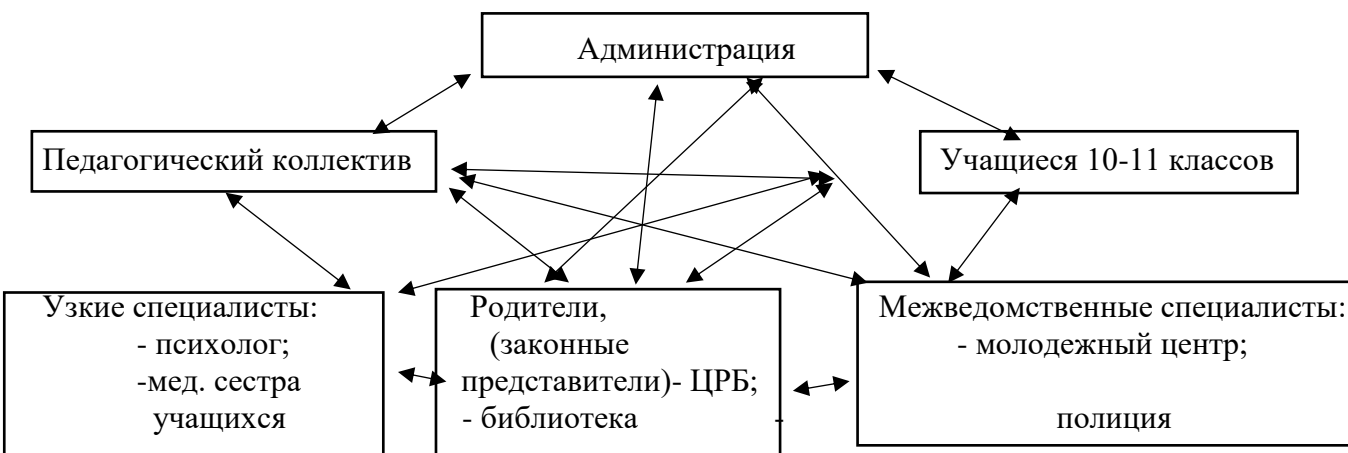 Администрация
Педагогический коллектив
Учащиеся 10-11 классов
Узкие специалисты:
- психолог;
-мед. сестра
учащихся
Родители,
(законные
представители)- ЦРБ;
- библиотека -
Межведомственные специалисты:
- молодежный центр;
полиция